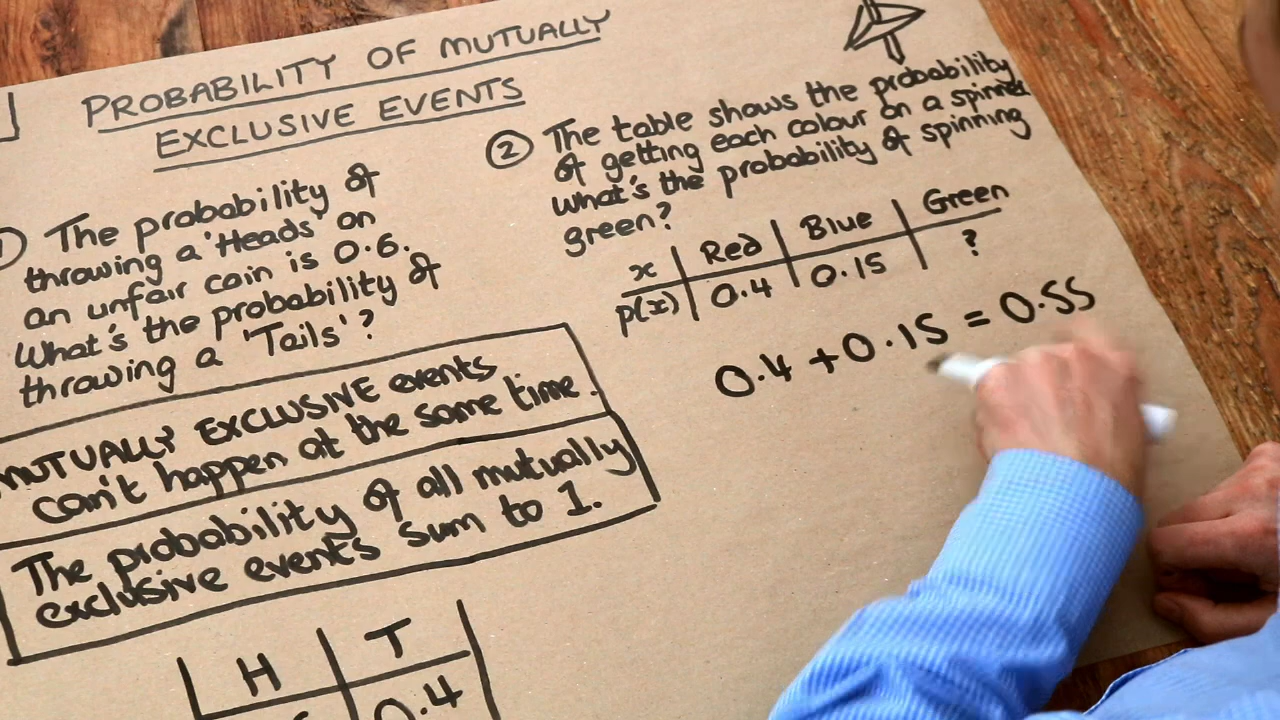 PROBABILITY OF MUTUALLY
EXCLUSIVE EVENTS
The probability of
throwing a 'Heads' on
an unfair coin is 0.6.
What's the probability of
throwing a 'Tails'?
MUTUALLY EXCLUSIVE events
can't happen at the same time.
The probability of all mutually
exclusive events sum to 1.
H T
0.4
2 The table shows the probability
of getting each colour on a spinner
what's the probability of spinning
green?
x Red Blue Green
p(x) 0.4 0.15 ?
0.4 + 0.15 = 0.55